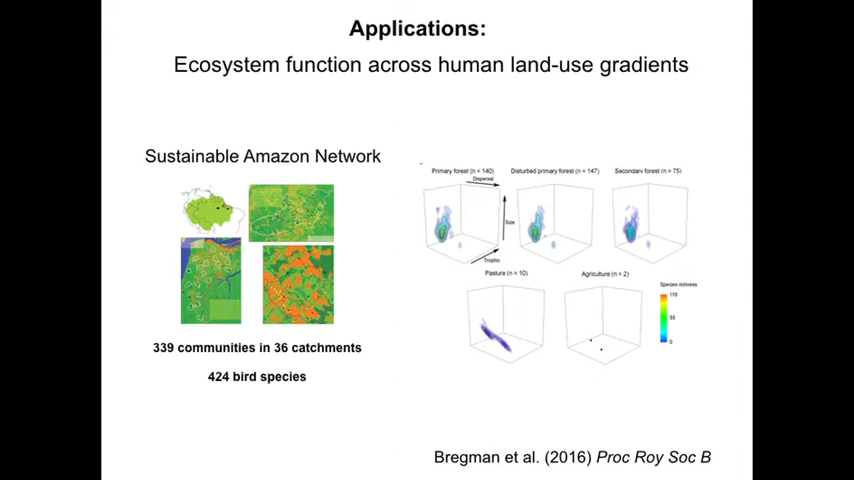 Applications:
Ecosystem function across human land-use gradients
Sustainable Amazon Network
339 communities in 36 catchments
424 bird species
Primary forest (n = 140)
Disturbed primary forest (n = 147)
Secondary forest (n = 75)
Dispersal
Size
Trophic
Pasture (n = 10)
Agriculture (n = 2)
Species richness
110
55
0
Bregman et al. (2016) Proc Roy Soc B